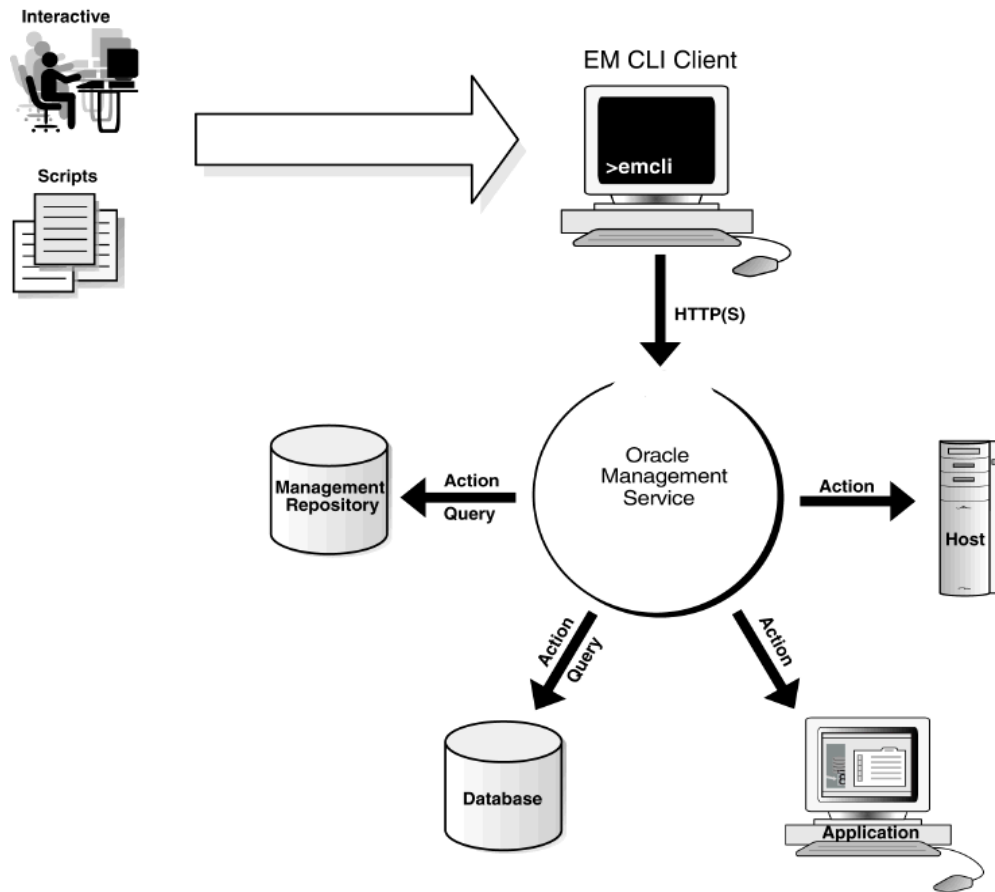 Interactive
EM CLI Client
>emcli
Scripts
HTTP(S)
Oracle
Management
Service
Management
Repository
Action
Query
Action
Host
Action
Query
Action
Database
Application